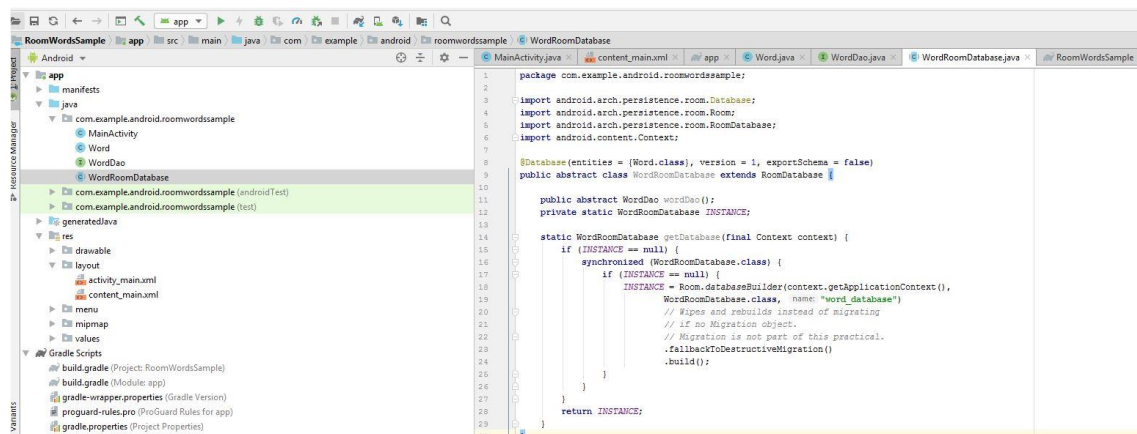 app
RoomWordsSample app src main java com example android roomwordssample WordRoomDatabase
Android
MainActivity.java content_main.xml app Word.java WordDao.java WordRoomDatabase.java RoomWordsSample
1: Project
Resource Manager
Variants
app
manifests
java
com.example.android.roomwordssample
MainActivity
Word
WordDao
WordRoomDatabase
com.example.android.roomwordssample (androidTest)
com.example.android.roomwordssample (test)
generatedJava
res
drawable
layout
activity_main.xml
content_main.xml
menu
mipmap
values
Gradle Scripts
build.gradle (Project: RoomWordsSample)
build.gradle (Module: app)
gradle-wrapper.properties (Gradle Version)
proguard-rules.pro (ProGuard Rules for app)
gradle.properties (Project Properties)
1 package com.example.android.roomwordssample;
2
3 import android.arch.persistence.room.Database;
4 import android.arch.persistence.room.Room;
5 import android.arch.persistence.room.RoomDatabase;
6 import android.content.Context;
7
8 @Database(entities = {Word.class}, version = 1, exportSchema = false)
9 public abstract class WordRoomDatabase extends RoomDatabase {
10
11 public abstract WordDao wordDao();
12 private static WordRoomDatabase INSTANCE;
13
14 static WordRoomDatabase getDatabase(final Context context) {
15 if (INSTANCE == null) {
16 synchronized (WordRoomDatabase.class) {
17 if (INSTANCE == null) {
18 INSTANCE = Room.databaseBuilder(context.getApplicationContext(),
19 WordRoomDatabase.class, name: "word_database")
20 // Wipes and rebuilds instead of migrating
21 // if no Migration object.
22 // Migration is not part of this practical.
23 .fallbackToDestructiveMigration()
24 .build();
25 }
26 }
27 }
28 return INSTANCE;
29 }